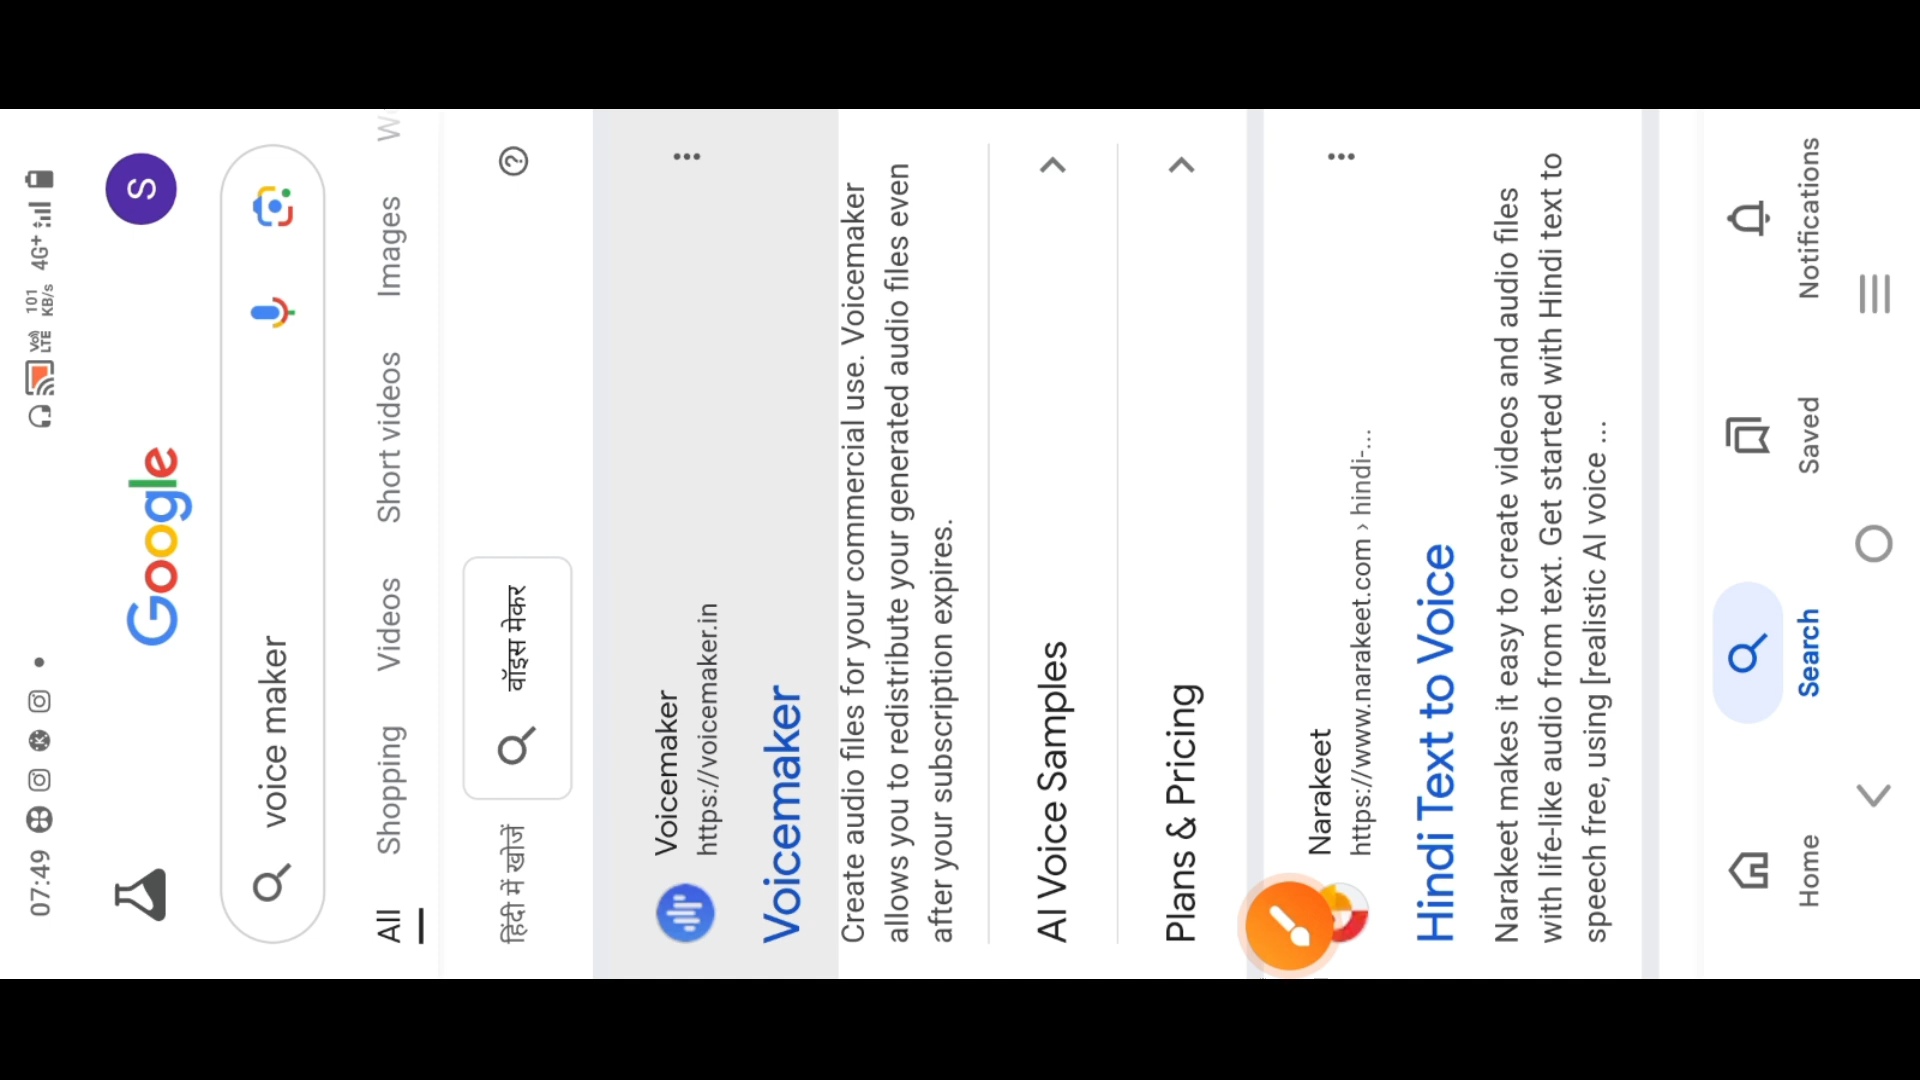 07:49
101 KB/s Vo)) LTE 4G+
Google
S
voice maker
All Shopping Videos Short videos Images
हिंदी में खोजें वॉइस मेकर
Voicemaker
https://voicemaker.in
Voicemaker
Create audio files for your commercial use. Voicemaker
allows you to redistribute your generated audio files even
after your subscription expires.
AI Voice Samples
Plans & Pricing
Narakeet
https://www.narakeet.com › hindi-...
Hindi Text to Voice
Narakeet makes it easy to create videos and audio files
with life-like audio from text. Get started with Hindi text to
speech free, using [realistic AI voice ...
Home Search Saved Notifications